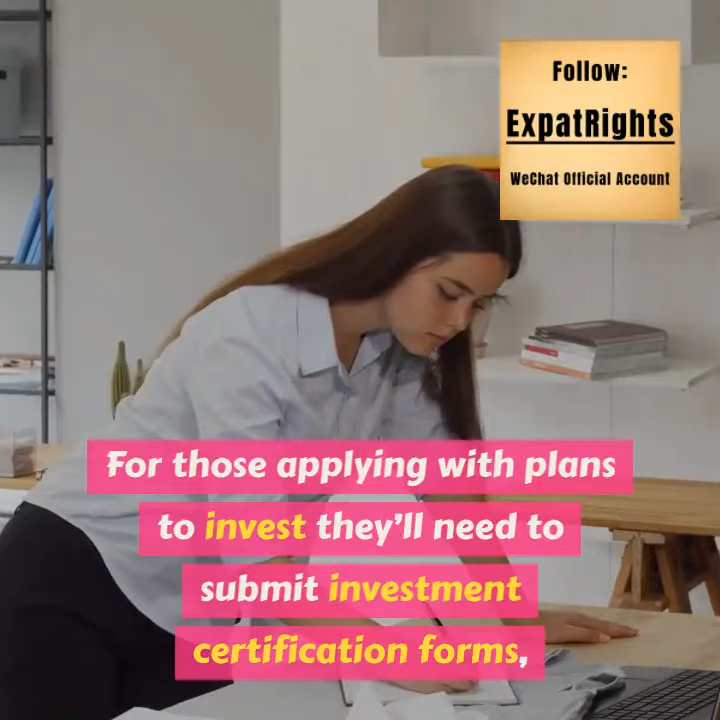 Follow:
ExpatRights
WeChat Official Account
For those applying with plans
to invest they'll need to
submit investment
certification forms,